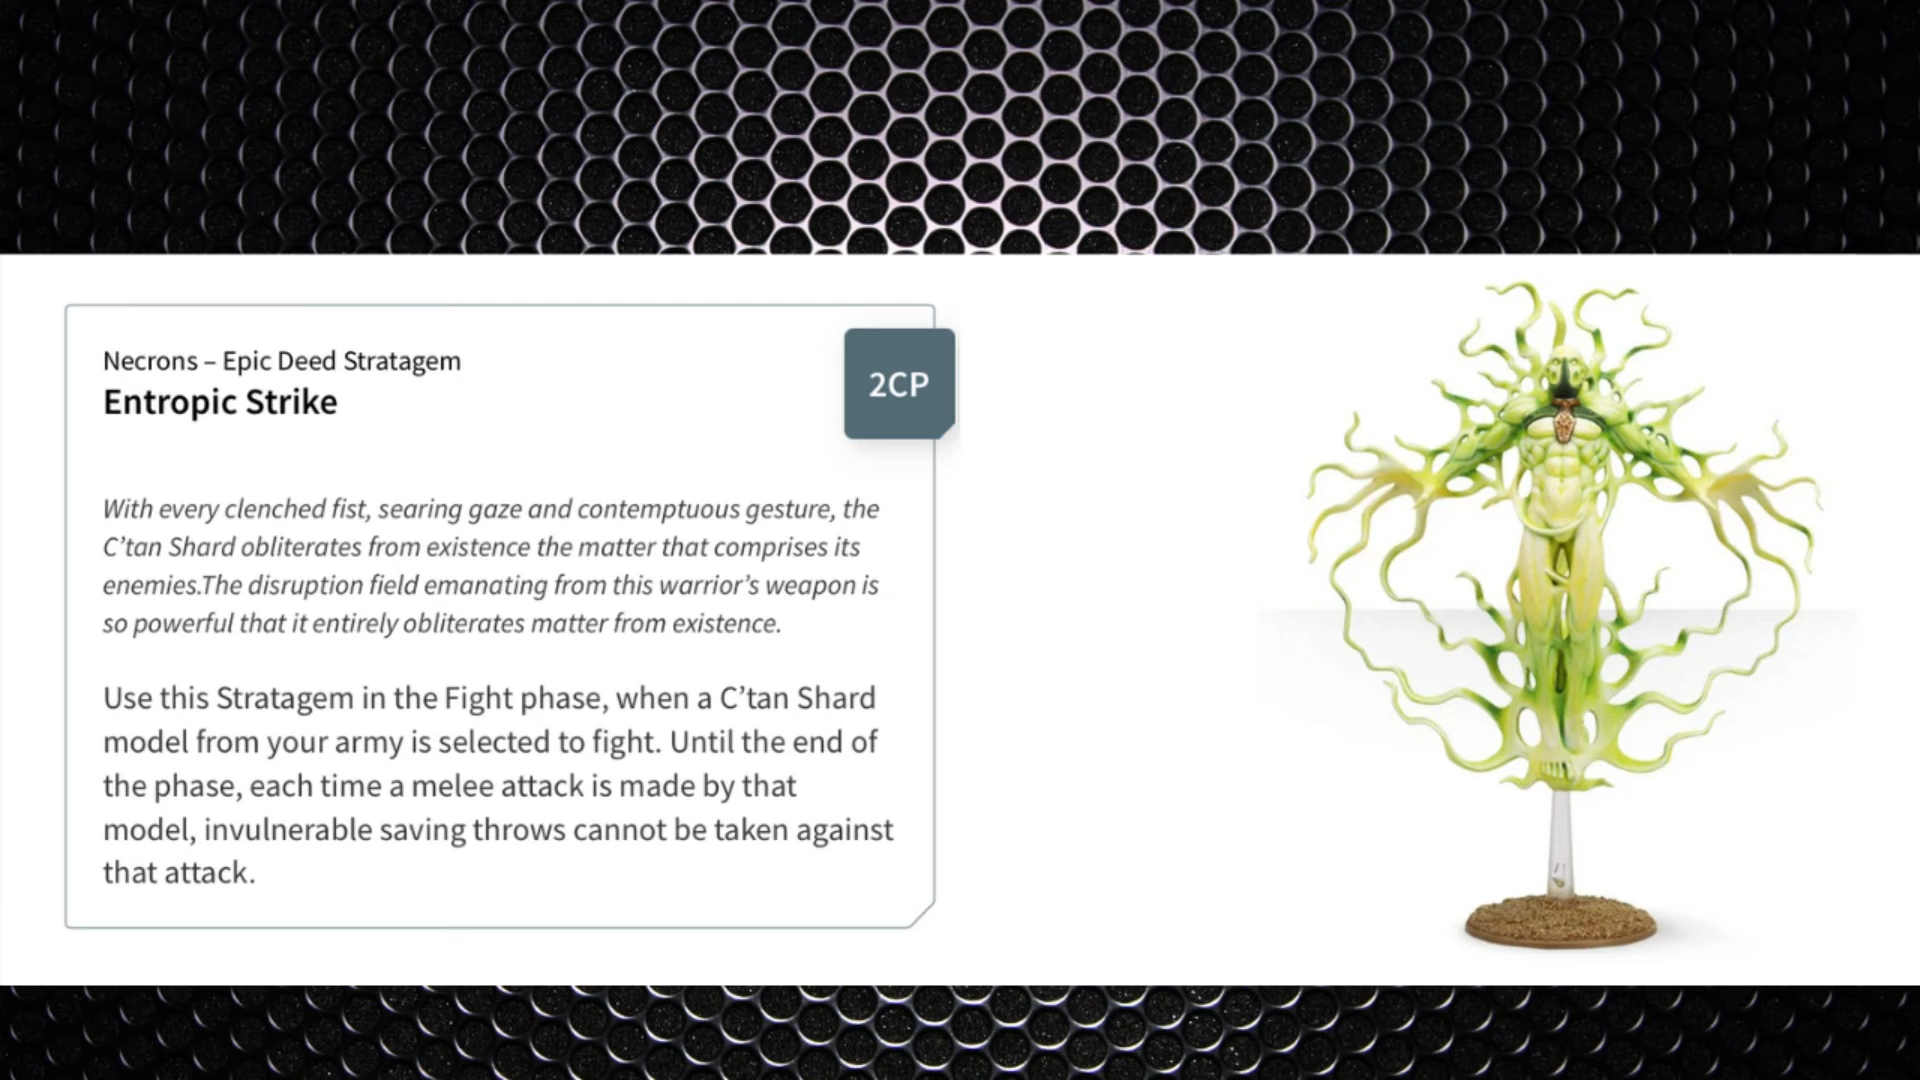 Necrons – Epic Deed Stratagem
Entropic Strike
2CP
With every clenched fist, searing gaze and contemptuous gesture, the
C’tan Shard obliterates from existence the matter that comprises its
enemies.The disruption field emanating from this warrior’s weapon is
so powerful that it entirely obliterates matter from existence.
Use this Stratagem in the Fight phase, when a C’tan Shard
model from your army is selected to fight. Until the end of
the phase, each time a melee attack is made by that
model, invulnerable saving throws cannot be taken against
that attack.